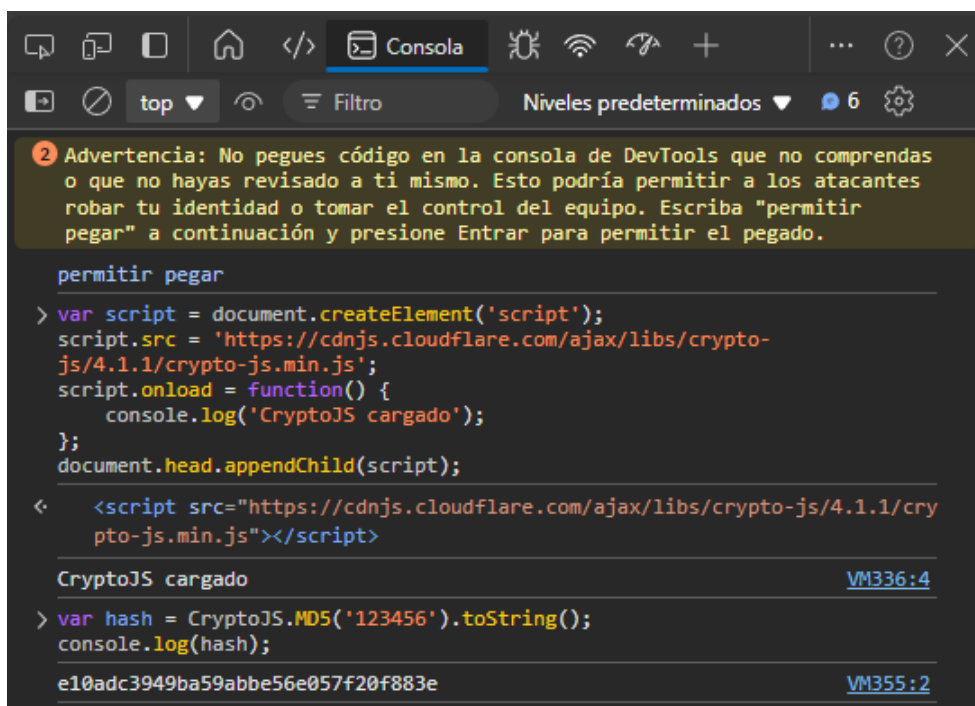 Consola
top ▼ Filtro Niveles predeterminados ▼ 6
2 Advertencia: No pegues código en la consola de DevTools que no comprendas
o que no hayas revisado a ti mismo. Esto podría permitir a los atacantes
robar tu identidad o tomar el control del equipo. Escriba "permitir
pegar" a continuación y presione Entrar para permitir el pegado.
permitir pegar
> var script = document.createElement('script');
script.src = 'https://cdnjs.cloudflare.com/ajax/libs/crypto-
js/4.1.1/crypto-js.min.js';
script.onload = function() {
    console.log('CryptoJS cargado');
};
document.head.appendChild(script);
<script src="https://cdnjs.cloudflare.com/ajax/libs/crypto-js/4.1.1/cry
pto-js.min.js"></script>
CryptoJS cargado VM336:4
> var hash = CryptoJS.MD5('123456').toString();
console.log(hash);
e10adc3949ba59abbe56e057f20f883e VM355:2